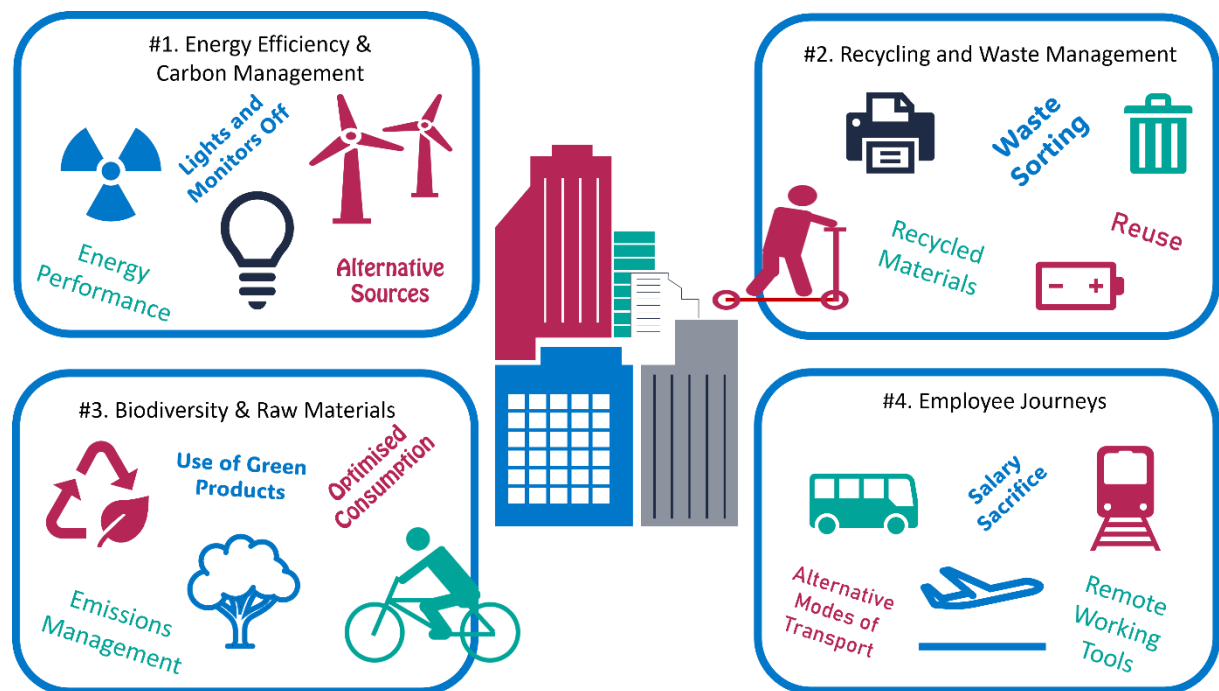 #1. Energy Efficiency &
Carbon Management
Lights and
Monitors Off
Energy
Performance
Alternative
Sources
#2. Recycling and Waste Management
Waste
Sorting
Recycled
Materials
Reuse
#3. Biodiversity & Raw Materials
Use of Green
Products
Optimised
Consumption
Emissions
Management
#4. Employee Journeys
Salary
Sacrifice
Alternative
Modes of
Transport
Remote
Working
Tools